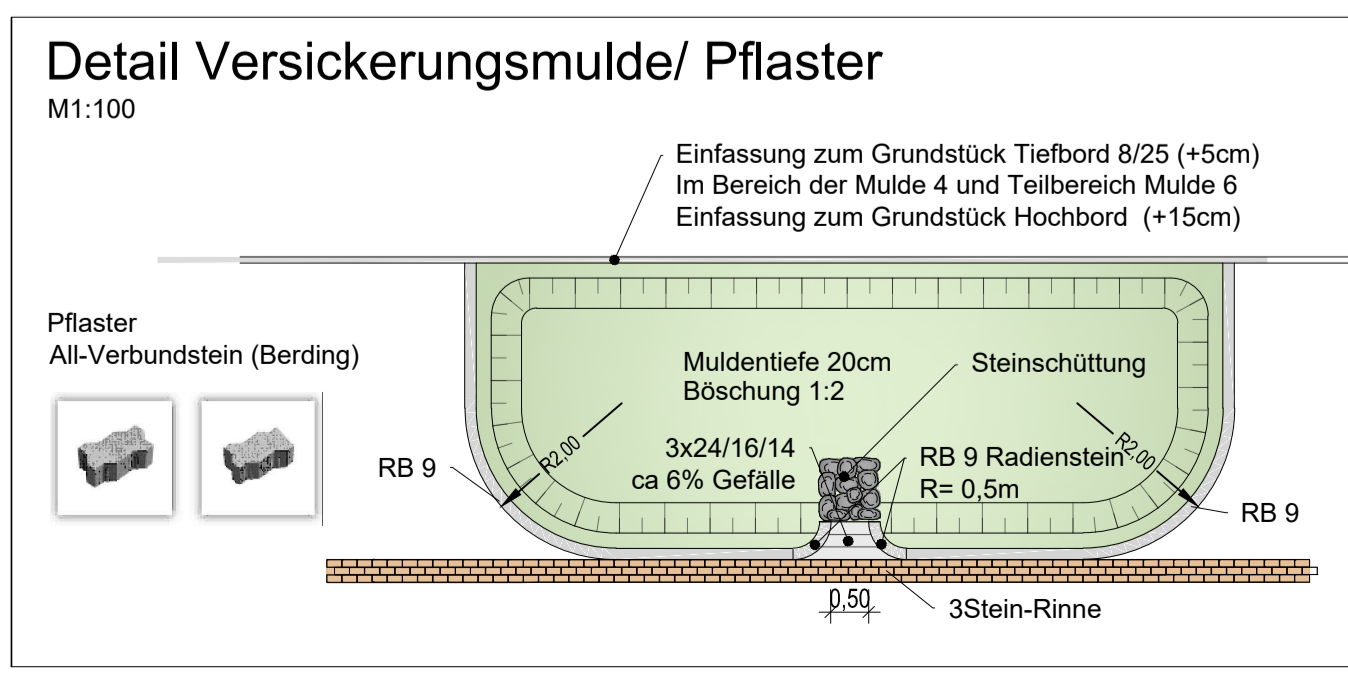 Detail Versickerungsmulde/ Pflaster
M1:100
Einfassung zum Grundstück Tiefbord 8/25 (+5cm)
Im Bereich der Mulde 4 und Teilbereich Mulde 6
Einfassung zum Grundstück Hochbord (+15cm)
Pflaster
All-Verbundstein (Berding)
Muldentiefe 20cm
Böschung 1:2
Steinschüttung
R2,00
R2,00
3x24/16/14
ca 6% Gefälle
RB 9 Radienstein
R= 0,5m
RB 9
RB 9
0,50
3Stein-Rinne